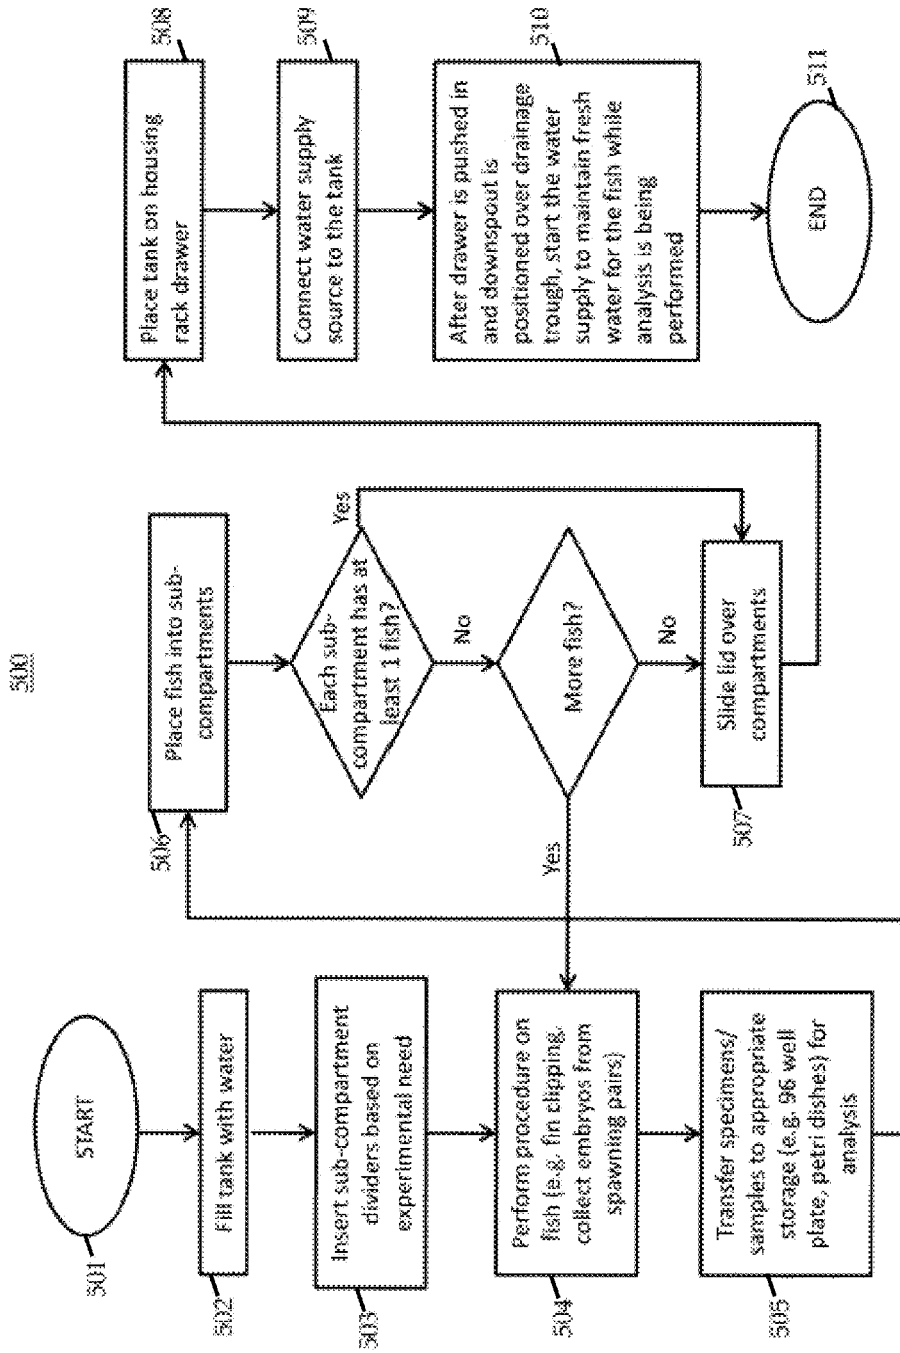 500
START
501
Fill tank with water
502
Insert sub-compartment
dividers based on
experimental need
503
Perform procedure on
fish (e.g. fin clipping.
collect embryos from
spawning pairs)
504
Transfer specimens/
samples to appropriate
storage (e.g. 96 well
plate, petri dishes) for
analysis
505
Place fish into sub-
compartments
506
Each sub-
compartment has at
least 1 fish?
Yes
No
More fish?
Yes
No
Slide lid over
compartments
507
Place tank on housing
rack drawer
508
Connect water supply
source to the tank
509
After drawer is pushed in
and downspout is
positioned over drainage
trough, start the water
supply to maintain fresh
water for the fish while
analysis is being
performed
510
END
511